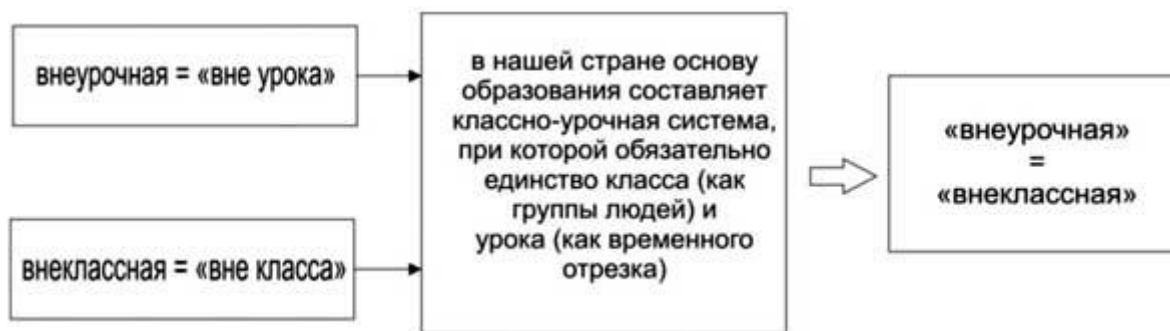 внеурочная = «вне урока»
внеклассная = «вне класса»
в нашей стране основу
образования составляет
классно-урочная система,
при которой обязательно
единство класса (как
группы людей) и
урока (как временного
отрезка)
«внеурочная»
=
«внеклассная»